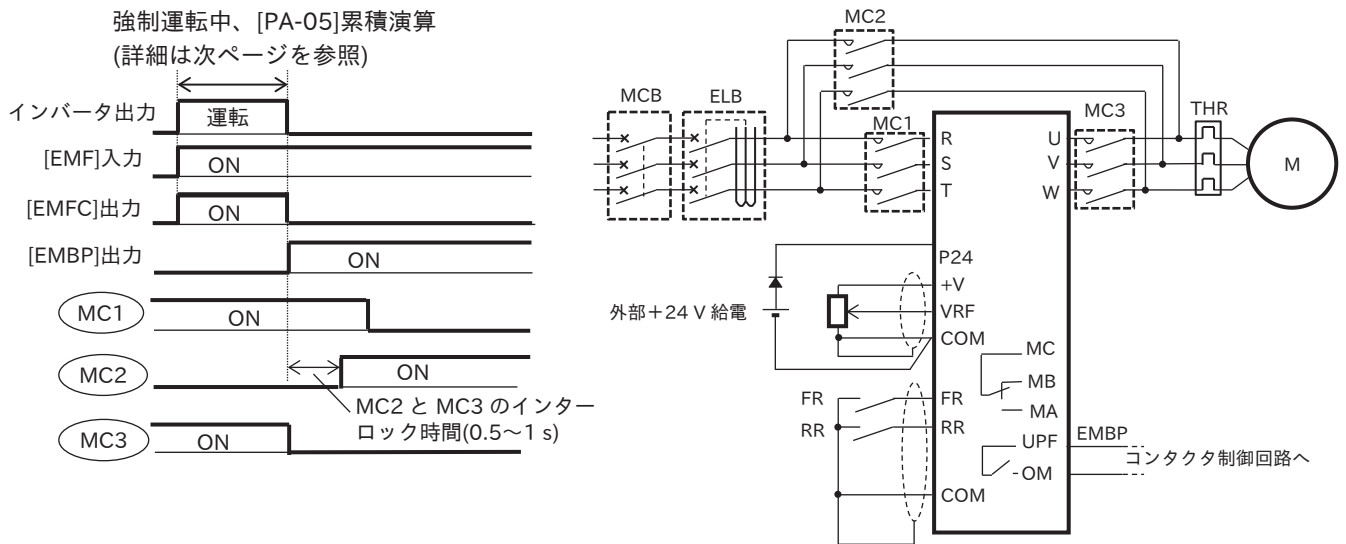 強制運転中、[PA-05]累積演算
(詳細は次ページを参照)
インバータ出力
運転
[EMF]入力
ON
[EMFC]出力
ON
[EMBP]出力
ON
MC1
ON
MC2
ON
MC2 と MC3 のインター
ロック時間(0.5～1 s)
MC3
ON
MC2
MCB
ELB
MC1
MC3
THR
R
S
T
U
V
W
M
P24
+V
VRF
COM
外部＋24 V 給電
MC
MB
MA
FR
FR
RR
RR
UPF
EMBP
OM
コンタクタ制御回路へ
COM